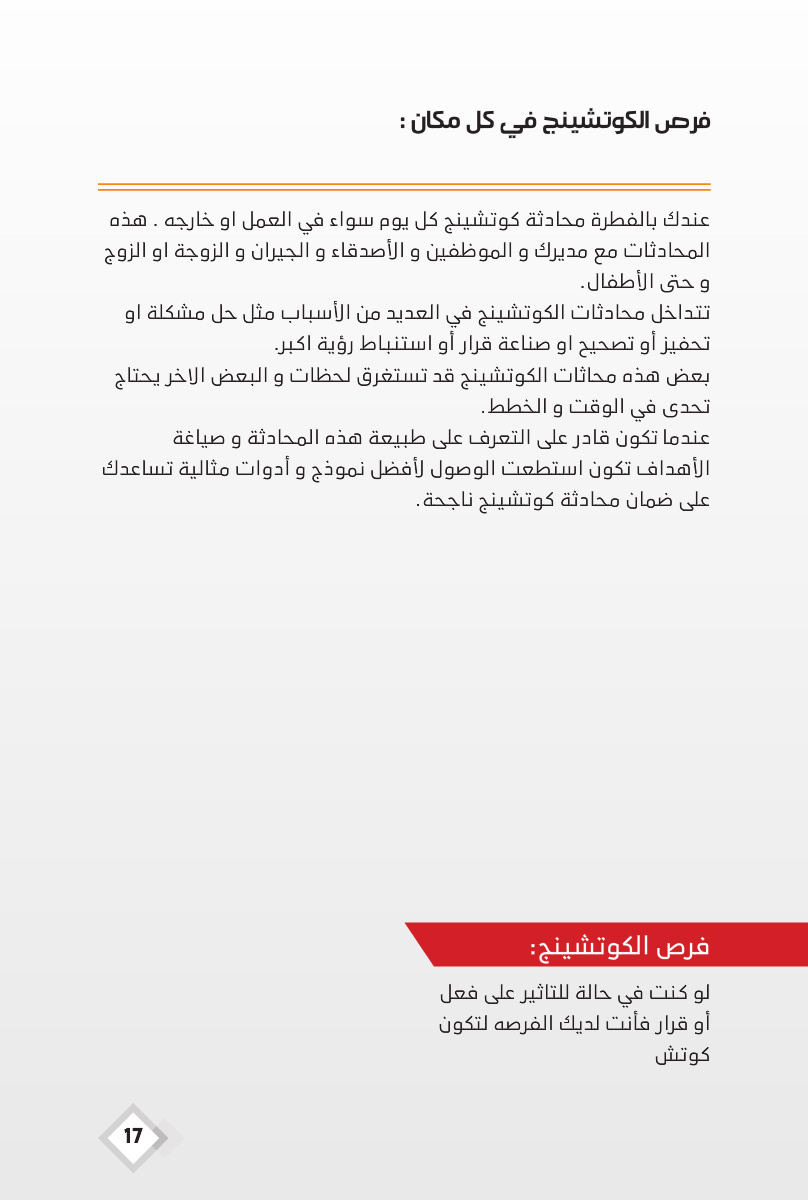 فرص الكوتشينج في كل مكان :
عندك بالفطرة محادثة كوتشينج كل يوم سواء في العمل او خارجه . هذه
المحادثات مع مديرك و الموظفين و الأصدقاء و الجيران و الزوجة او الزوج
و حتى الأطفال.
تتداخل محادثات الكوتشينج في العديد من الأسباب مثل حل مشكلة او
تحفيز أو تصحيح او صناعة قرار أو استنباط رؤية اكبر.
بعض هذه محاثات الكوتشينج قد تستغرق لحظات و البعض الاخر يحتاج
تحدى في الوقت و الخطط.
عندما تكون قادر على التعرف على طبيعة هذه المحادثة و صياغة
الأهداف تكون استطعت الوصول لأفضل نموذج و أدوات مثالية تساعدك
على ضمان محادثة كوتشينج ناجحة.
فرص الكوتشينج:
لو كنت في حالة للتاثير على فعل
أو قرار فأنت لديك الفرصه لتكون
كوتش
17